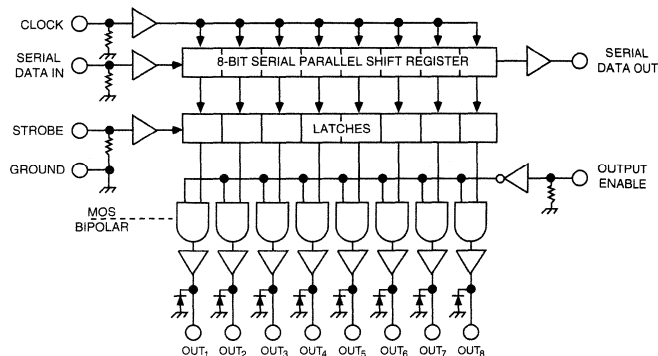 CLOCK
SERIAL
DATA IN
8-BIT SERIAL PARALLEL SHIFT REGISTER
SERIAL
DATA OUT
STROBE
LATCHES
GROUND
OUTPUT
ENABLE
MOS
BIPOLAR
OUT₁ OUT₂ OUT₃ OUT₄ OUT₅ OUT₆ OUT₇ OUT₈